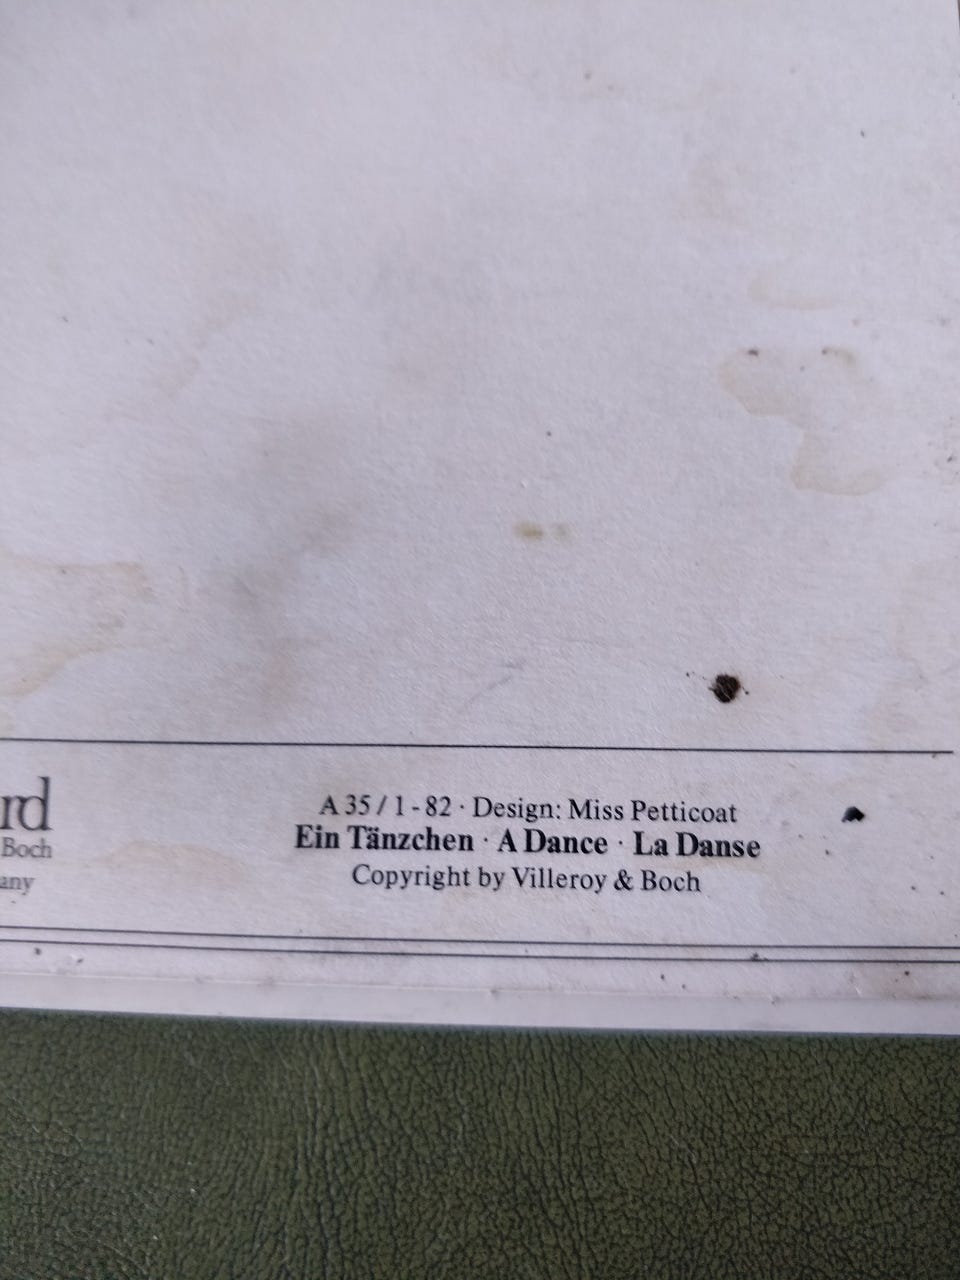 rd
Boch
any
A 35 / 1 - 82 · Design: Miss Petticoat
Ein Tänzchen · A Dance · La Danse
Copyright by Villeroy & Boch